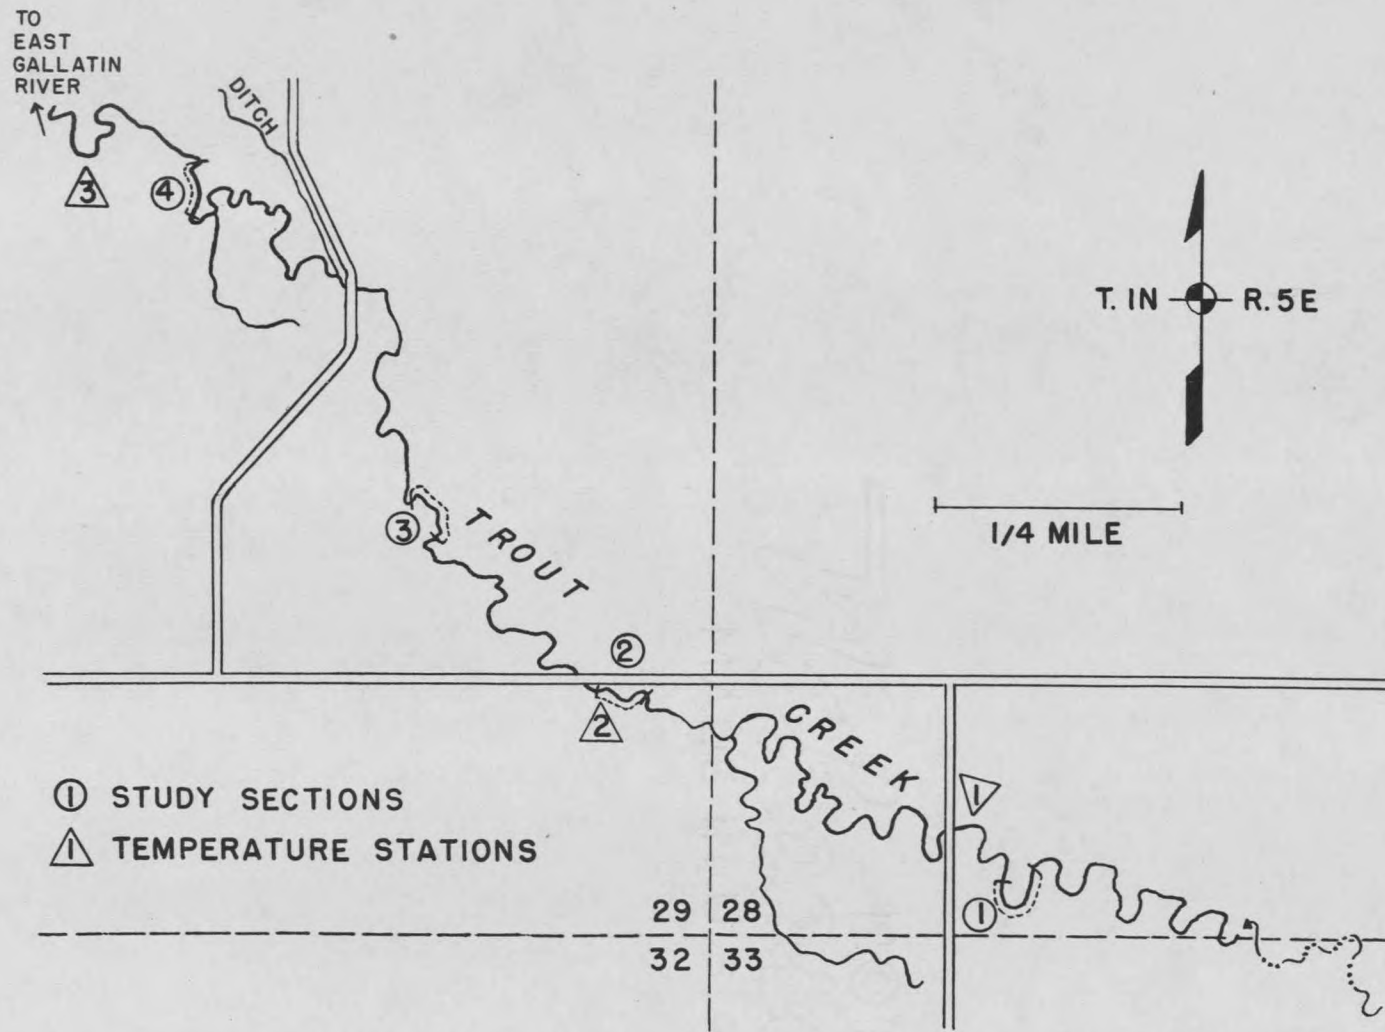 TO
EAST
GALLATIN
RIVER
DITCH
3
4
T. 1N R. 5E
1/4 MILE
3
TROUT
2
2
CREEK
1
1 STUDY SECTIONS
1 TEMPERATURE STATIONS
29 28
1
32 33